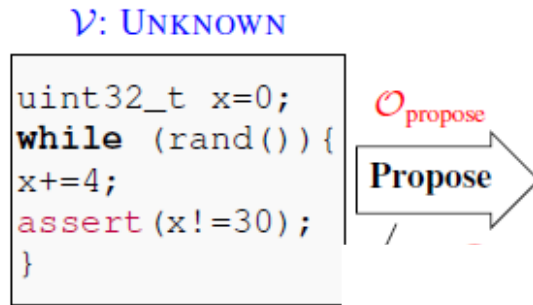 𝒱: UNKNOWN
uint32_t x=0;
while (rand()){
x+=4;
assert(x!=30);
}
𝒪propose
Propose